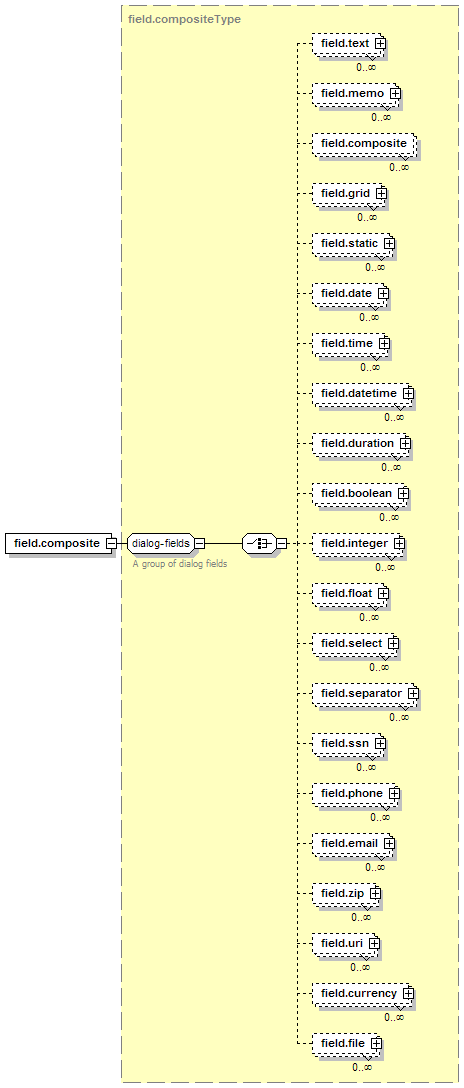 field.compositeType
field.text
0..∞
field.memo
0..∞
field.composite
0..∞
field.grid
0..∞
field.static
0..∞
field.date
0..∞
field.time
0..∞
field.datetime
0..∞
field.duration
0..∞
field.boolean
0..∞
field.composite
dialog-fields
A group of dialog fields
field.integer
0..∞
field.float
0..∞
field.select
0..∞
field.separator
0..∞
field.ssn
0..∞
field.phone
0..∞
field.email
0..∞
field.zip
0..∞
field.uri
0..∞
field.currency
0..∞
field.file
0..∞